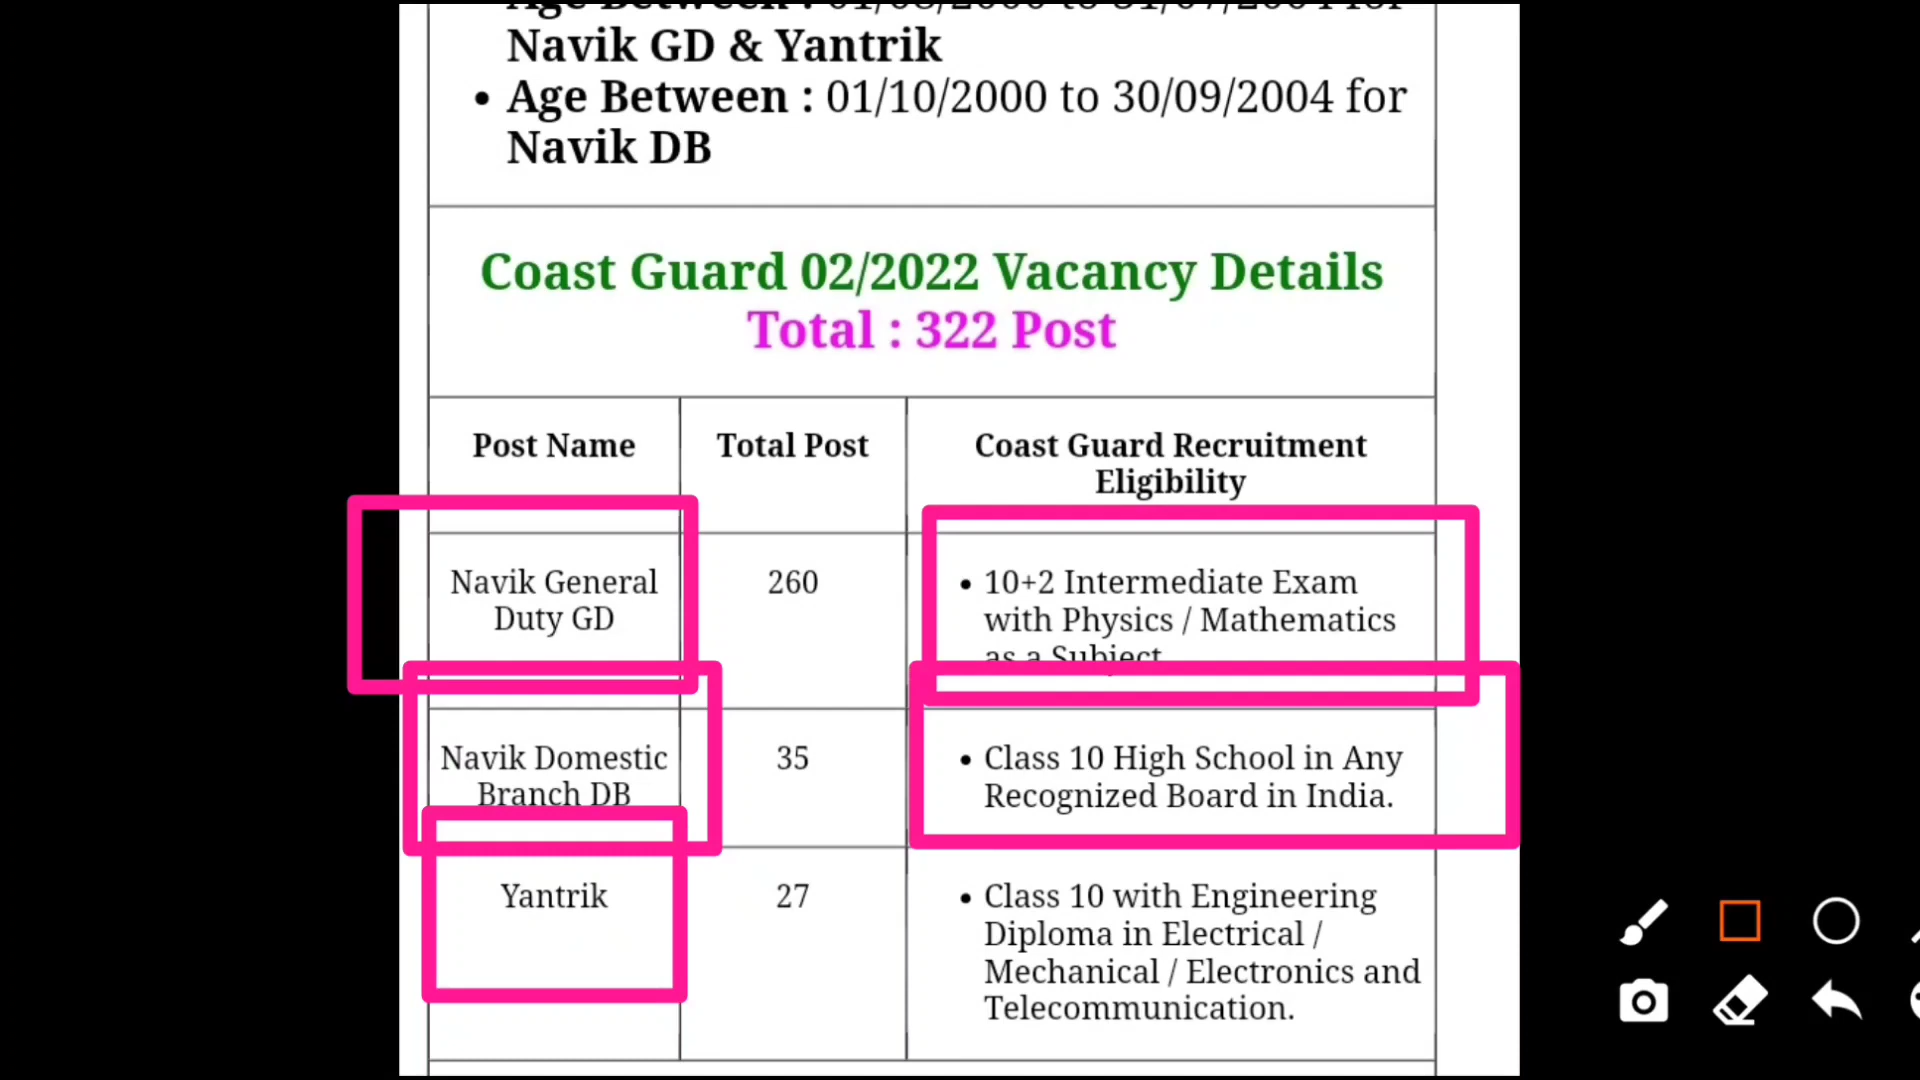 Navik GD & Yantrik
• Age Between : 01/10/2000 to 30/09/2004 for
Navik DB
Coast Guard 02/2022 Vacancy Details
Total : 322 Post
Post Name
Total Post
Coast Guard Recruitment
Eligibility
Navik General
Duty GD
260
• 10+2 Intermediate Exam
with Physics / Mathematics
as a Subject
Navik Domestic
Branch DB
35
• Class 10 High School in Any
Recognized Board in India.
Yantrik
27
• Class 10 with Engineering
Diploma in Electrical /
Mechanical / Electronics and
Telecommunication.